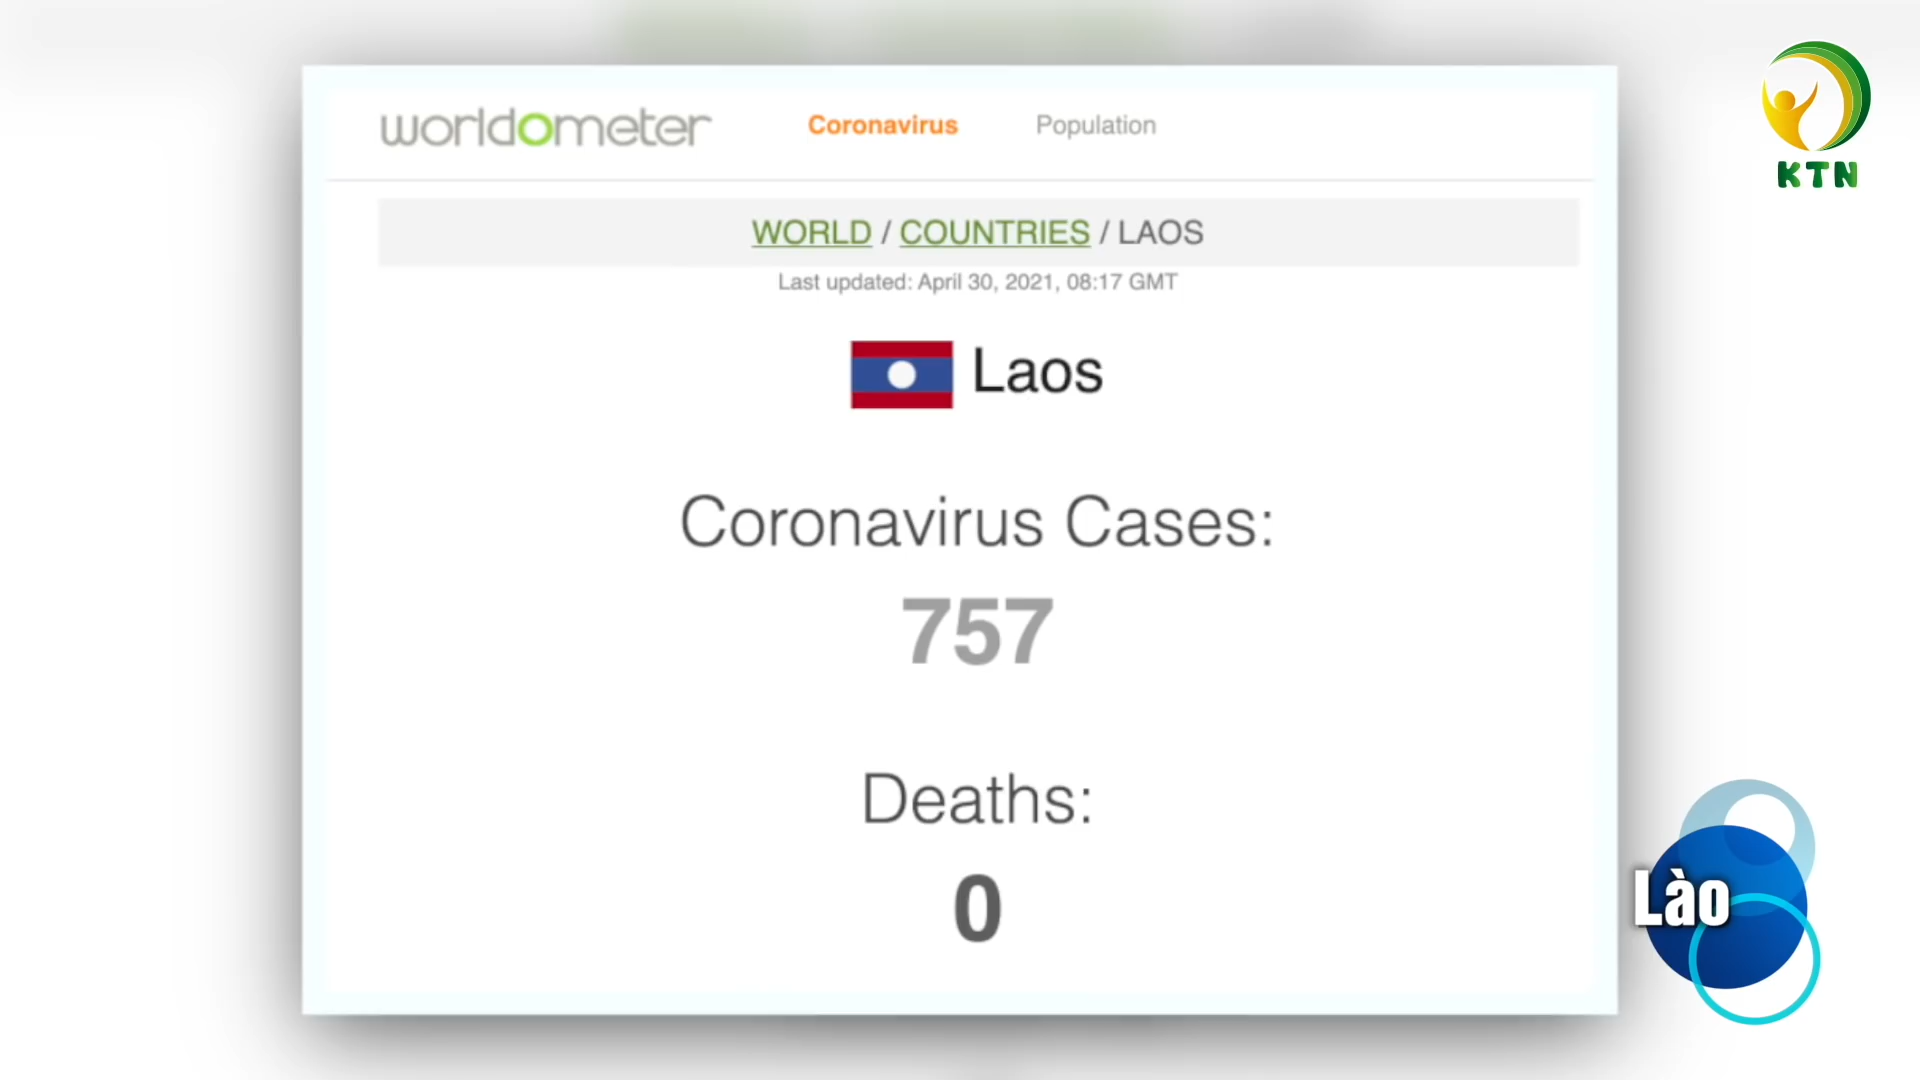 worldometer Coronavirus Population
KTN
WORLD / COUNTRIES / LAOS
Last updated: April 30, 2021, 08:17 GMT
Laos
Coronavirus Cases:
757
Deaths:
0
Lào